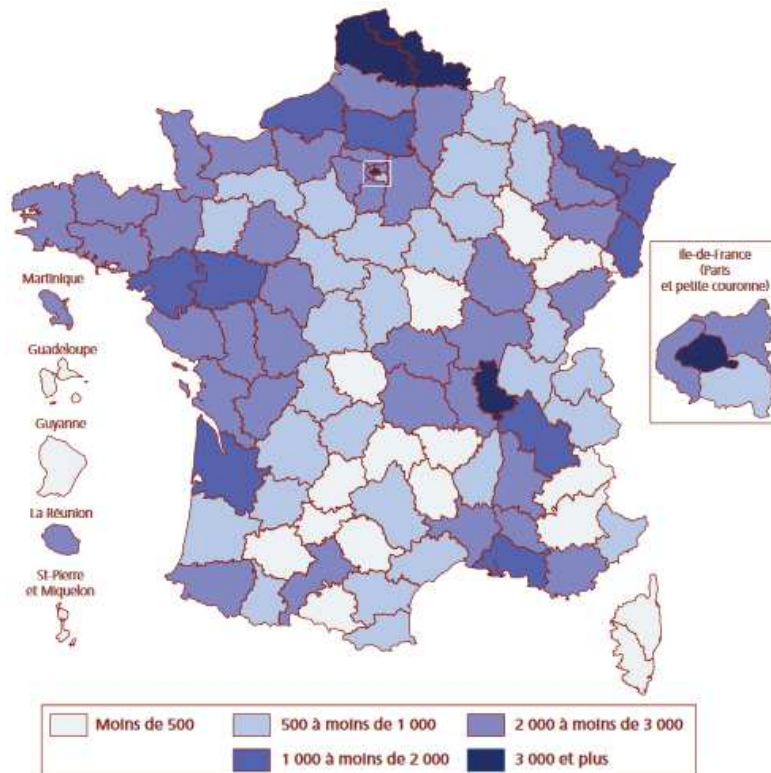 Martinique
Guadeloupe
Guyanne
La Réunion
St-Pierre
et Miquelon
Ile-de-France
(Paris
et petite couronne)
Moins de 500
500 à moins de 1 000
2 000 à moins de 3 000
1 000 à moins de 2 000
3 000 et plus